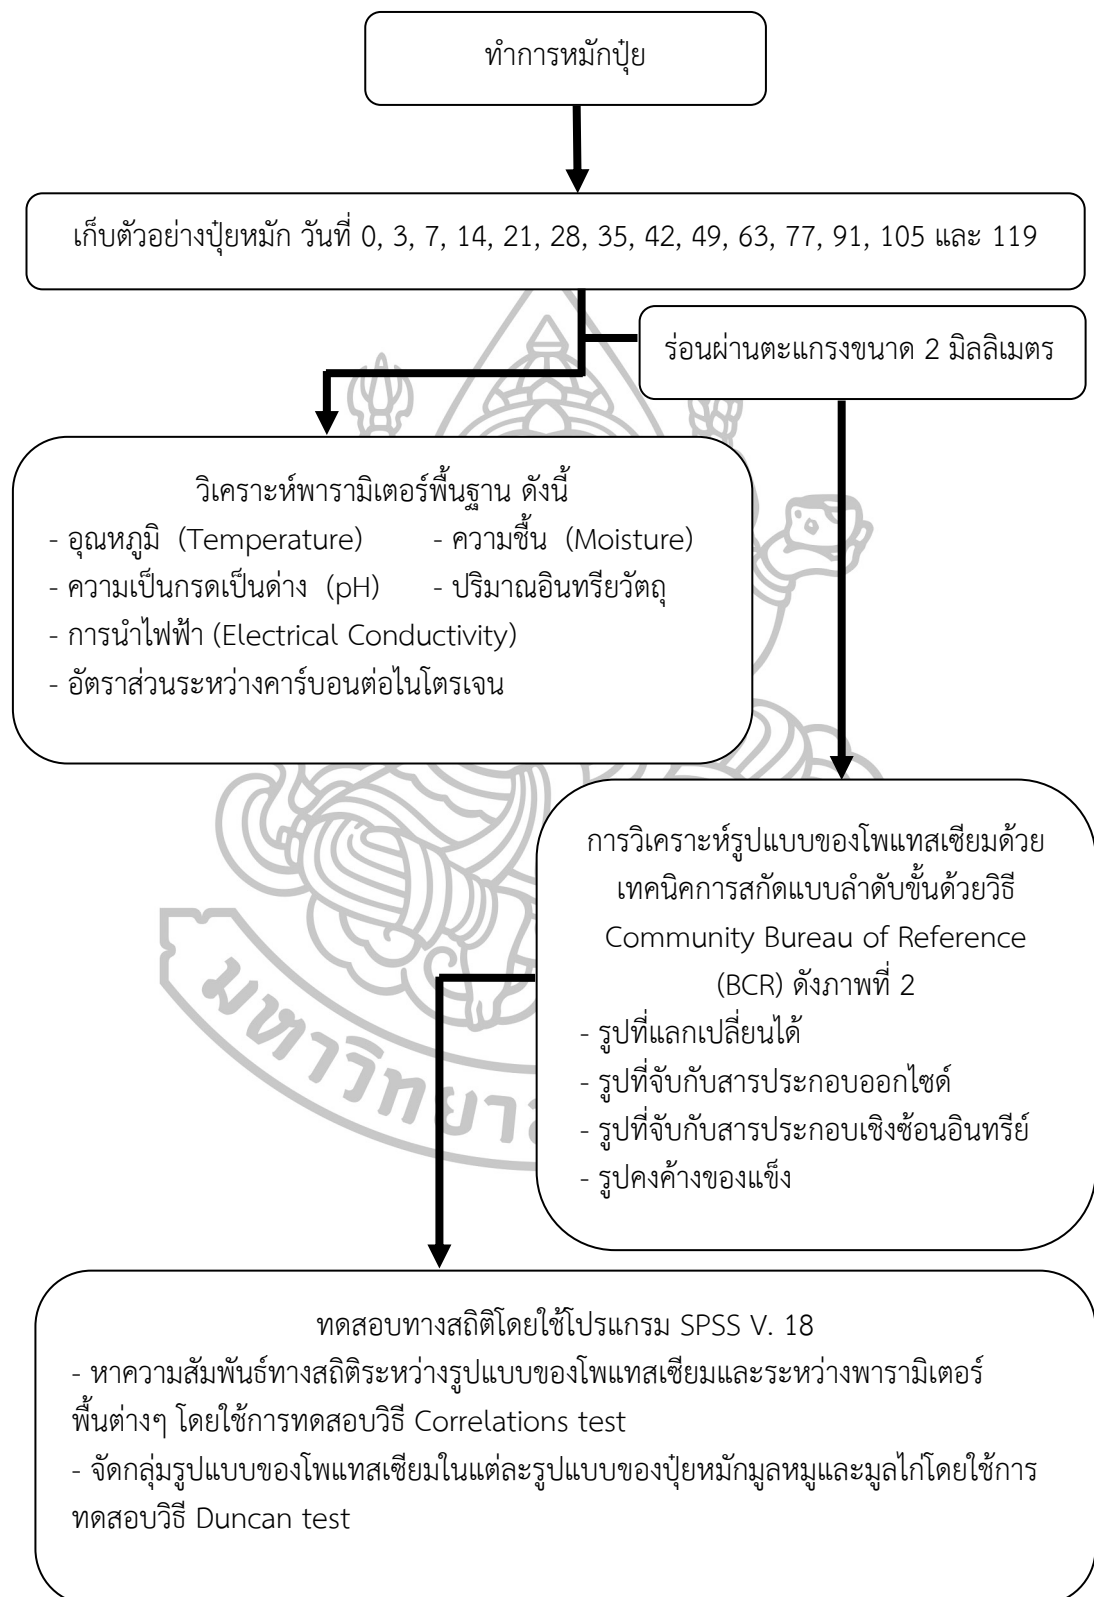 ทำการหมักปุ๋ย
เก็บตัวอย่างปุ๋ยหมัก วันที่ 0, 3, 7, 14, 21, 28, 35, 42, 49, 63, 77, 91, 105 และ 119
ร่อนผ่านตะแกรงขนาด 2 มิลลิเมตร
วิเคราะห์พารามิเตอร์พื้นฐาน ดังนี้
- อุณหภูมิ (Temperature) - ความชื้น (Moisture)
- ความเป็นกรดเป็นด่าง (pH) - ปริมาณอินทรียวัตถุ
- การนำไฟฟ้า (Electrical Conductivity)
- อัตราส่วนระหว่างคาร์บอนต่อไนโตรเจน
การวิเคราะห์รูปแบบของโพแทสเซียมด้วย
เทคนิคการสกัดแบบลำดับขั้นด้วยวิธี
Community Bureau of Reference
(BCR) ดังภาพที่ 2
- รูปที่แลกเปลี่ยนได้
- รูปที่จับกับสารประกอบออกไซด์
- รูปที่จับกับสารประกอบเชิงซ้อนอินทรีย์
- รูปคงค้างของแข็ง
มหาวิทยา
ทดสอบทางสถิติโดยใช้โปรแกรม SPSS V. 18
- หาความสัมพันธ์ทางสถิติระหว่างรูปแบบของโพแทสเซียมและระหว่างพารามิเตอร์
พื้นต่างๆ โดยใช้การทดสอบวิธี Correlations test
- จัดกลุ่มรูปแบบของโพแทสเซียมในแต่ละรูปแบบของปุ๋ยหมักมูลหมูและมูลไก่โดยใช้การ
ทดสอบวิธี Duncan test